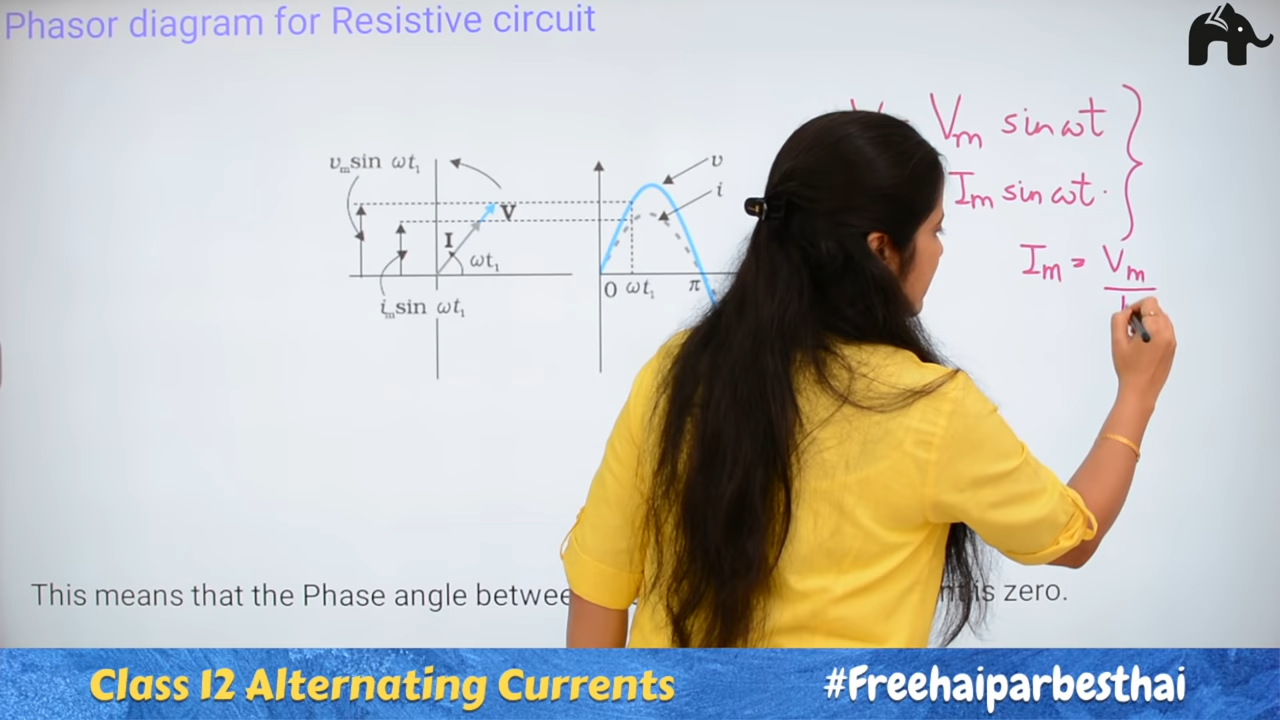 Phasor diagram for Resistive circuit
Vm sin ωt
Im sin ωt
Im = Vm
vm sin ωt1
V
I
ωt1
im sin ωt1
v
i
0 ωt1 π
This means that the Phase angle is zero.
Class 12 Alternating Currents
#Freehaiparbesthai